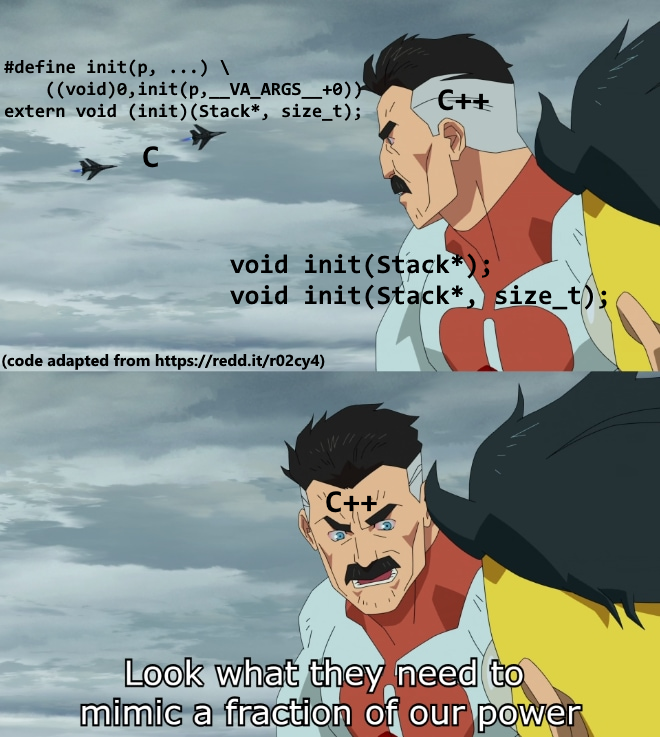 #define init(p, ...) \
((void)0,init(p,__VA_ARGS__+0))
extern void (init)(Stack*, size_t);
C++
C
void init(Stack*);
void init(Stack*, size_t);
(code adapted from https://redd.it/r02cy4)
C++
Look what they need to
mimic a fraction of our power